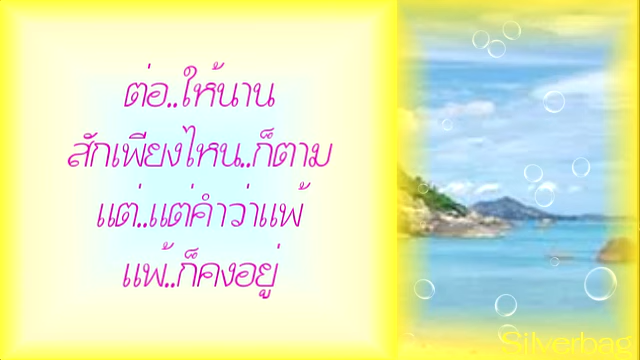 ต่อ..ให้นาน
สักเพียงไหน..ก็ตาม
แต่..แต่คำว่าแพ้
แพ้..ก็คงอยู่
Silverbag